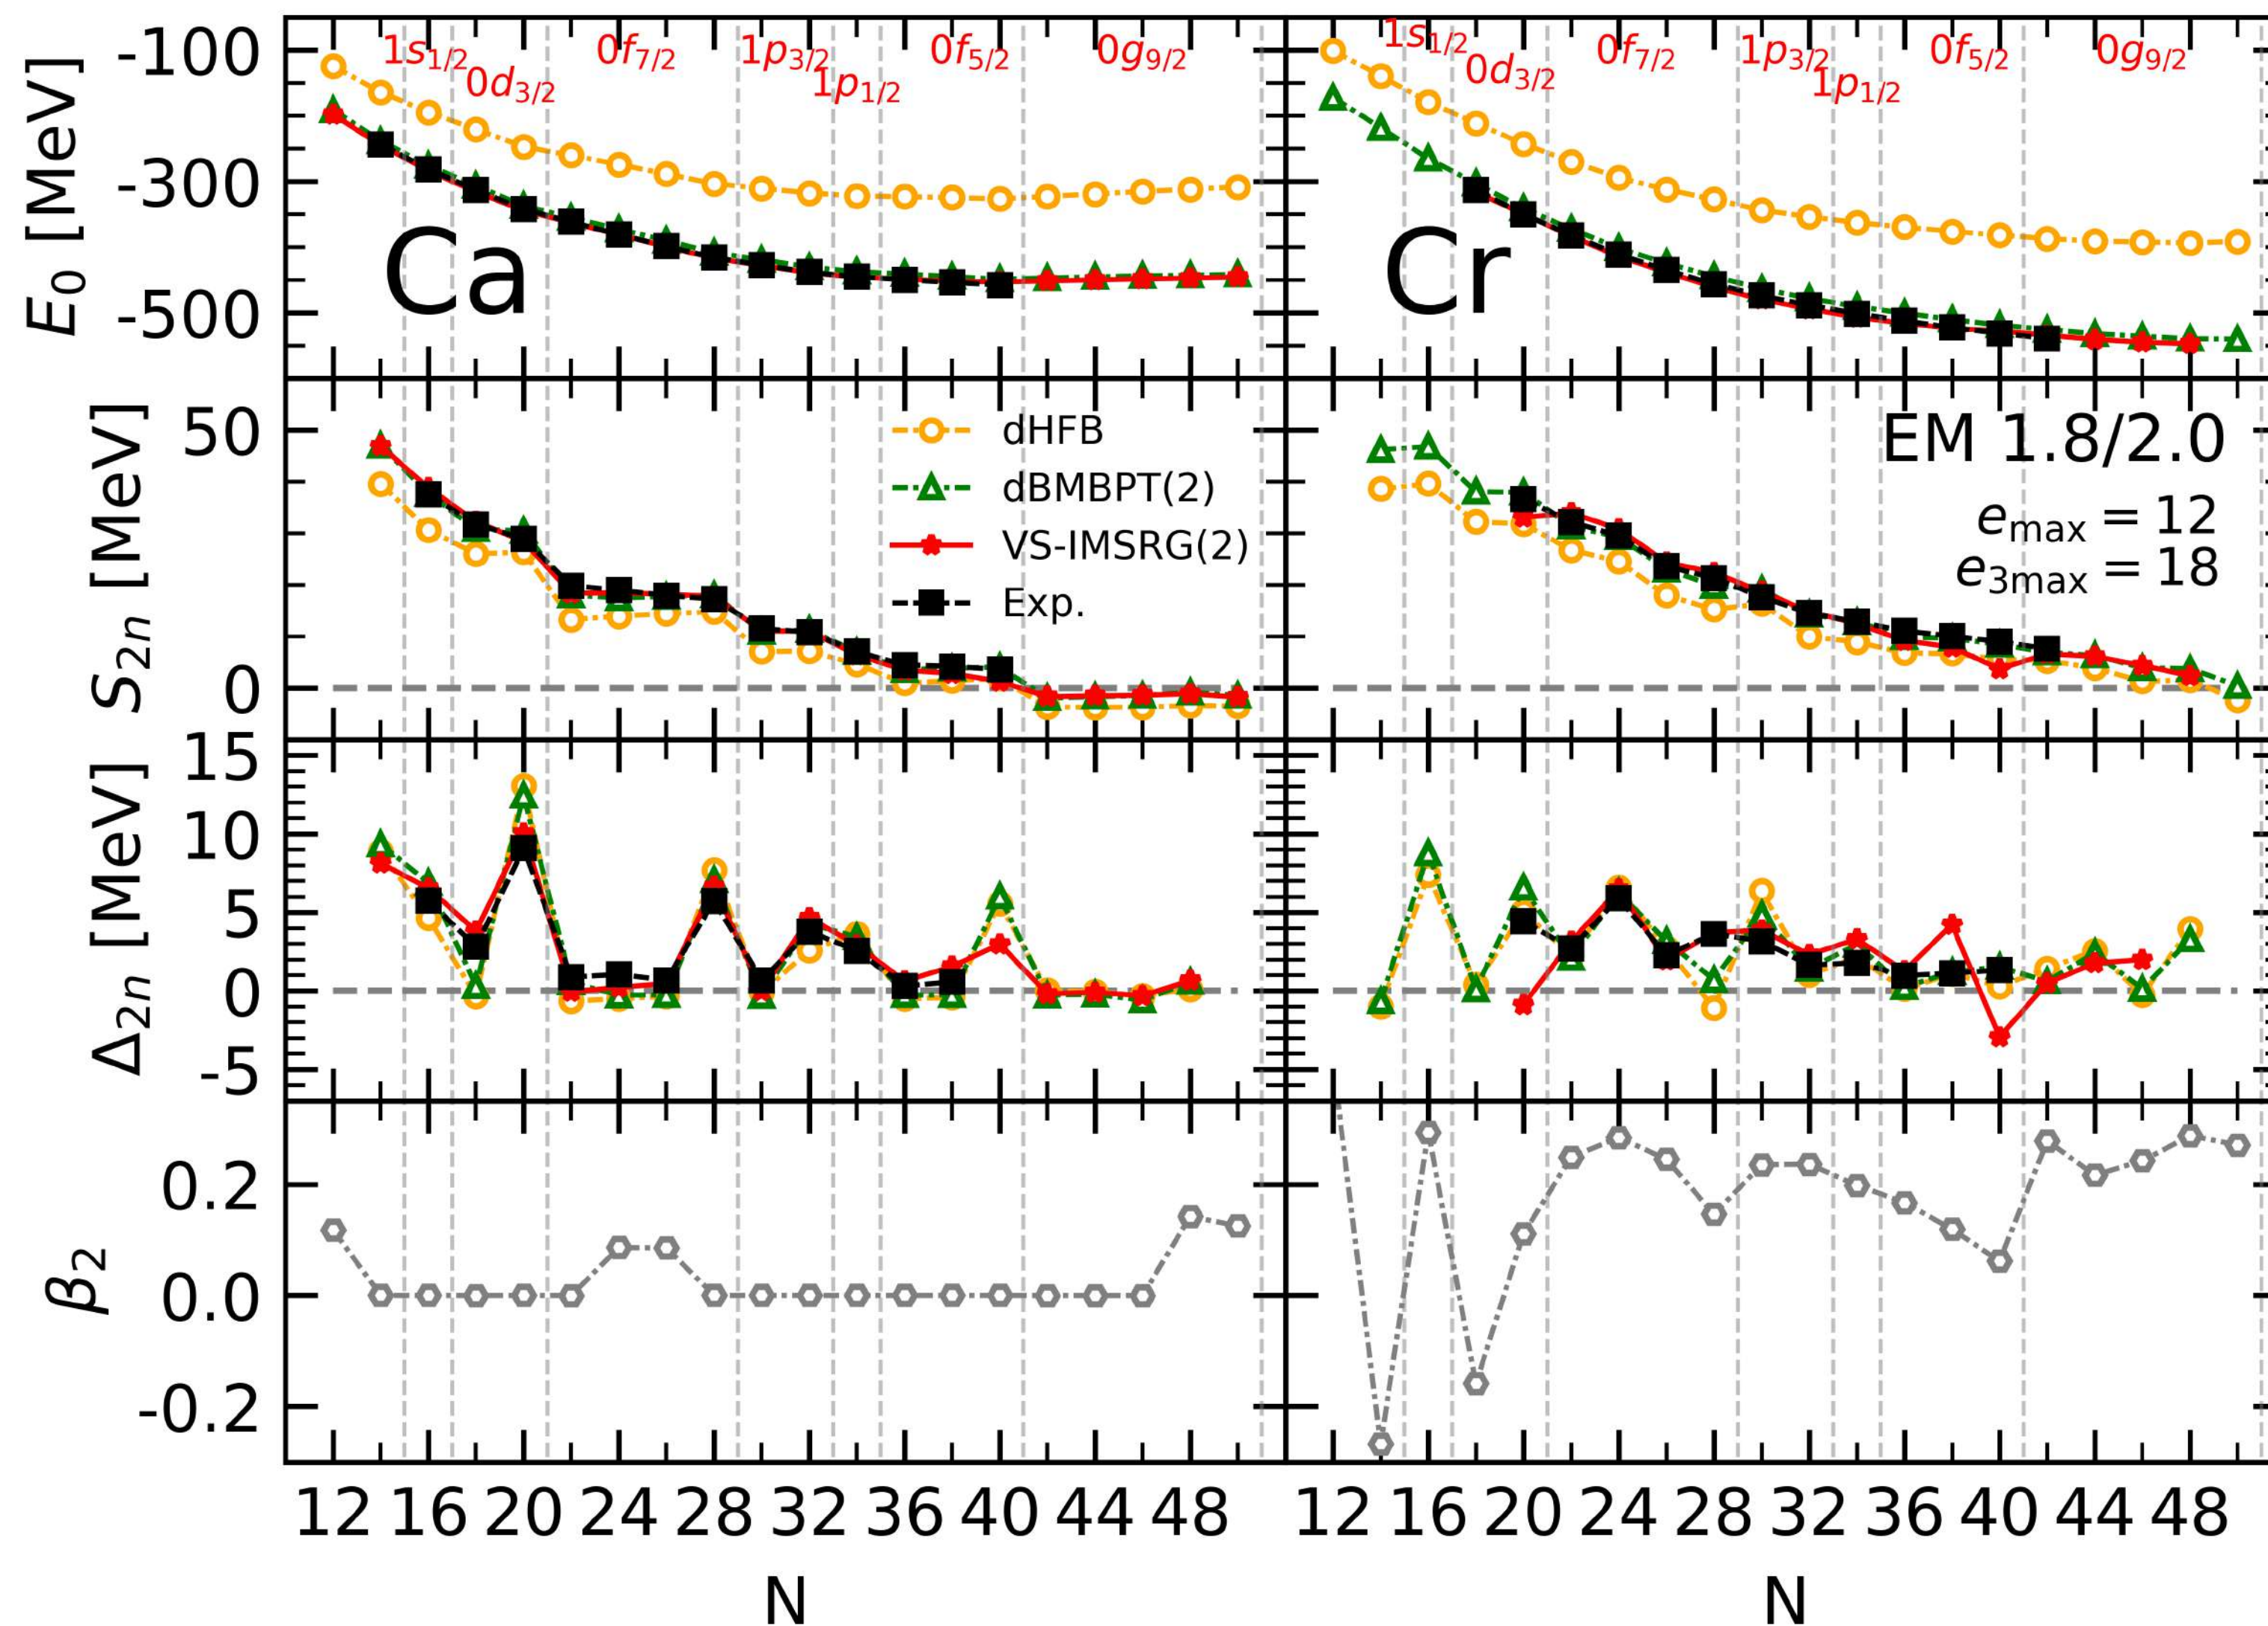 E₀ [MeV]
-100
-300
-500
1s₁/₂
0d₃/₂
0f₇/₂
1p₃/₂
1p₁/₂
0f₅/₂
0g₉/₂
Ca
1s₁/₂
0d₃/₂
0f₇/₂
1p₃/₂
1p₁/₂
0f₅/₂
0g₉/₂
Cr
S₂ₙ [MeV]
50
0
dHFB
dBMBPT(2)
VS-IMSRG(2)
Exp.
EM 1.8/2.0
eₘₐₓ = 12
e₃ₘₐₓ = 18
Δ₂ₙ [MeV]
15
10
5
0
-5
β₂
0.2
0.0
-0.2
12 16 20 24 28 32 36 40 44 48
12 16 20 24 28 32 36 40 44 48
N
N